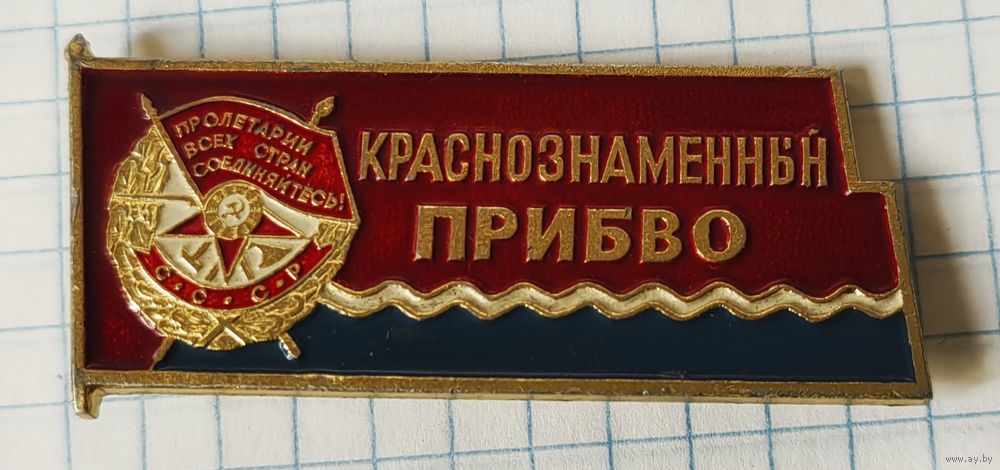 ПРОЛЕТАРИИ
ВСЕХ СТРАН
СОЕДИНЯЙТЕСЬ!
С.С.С.Р
КРАСНОЗНАМЕННЫЙ
ПРИБВО
www.ay.by